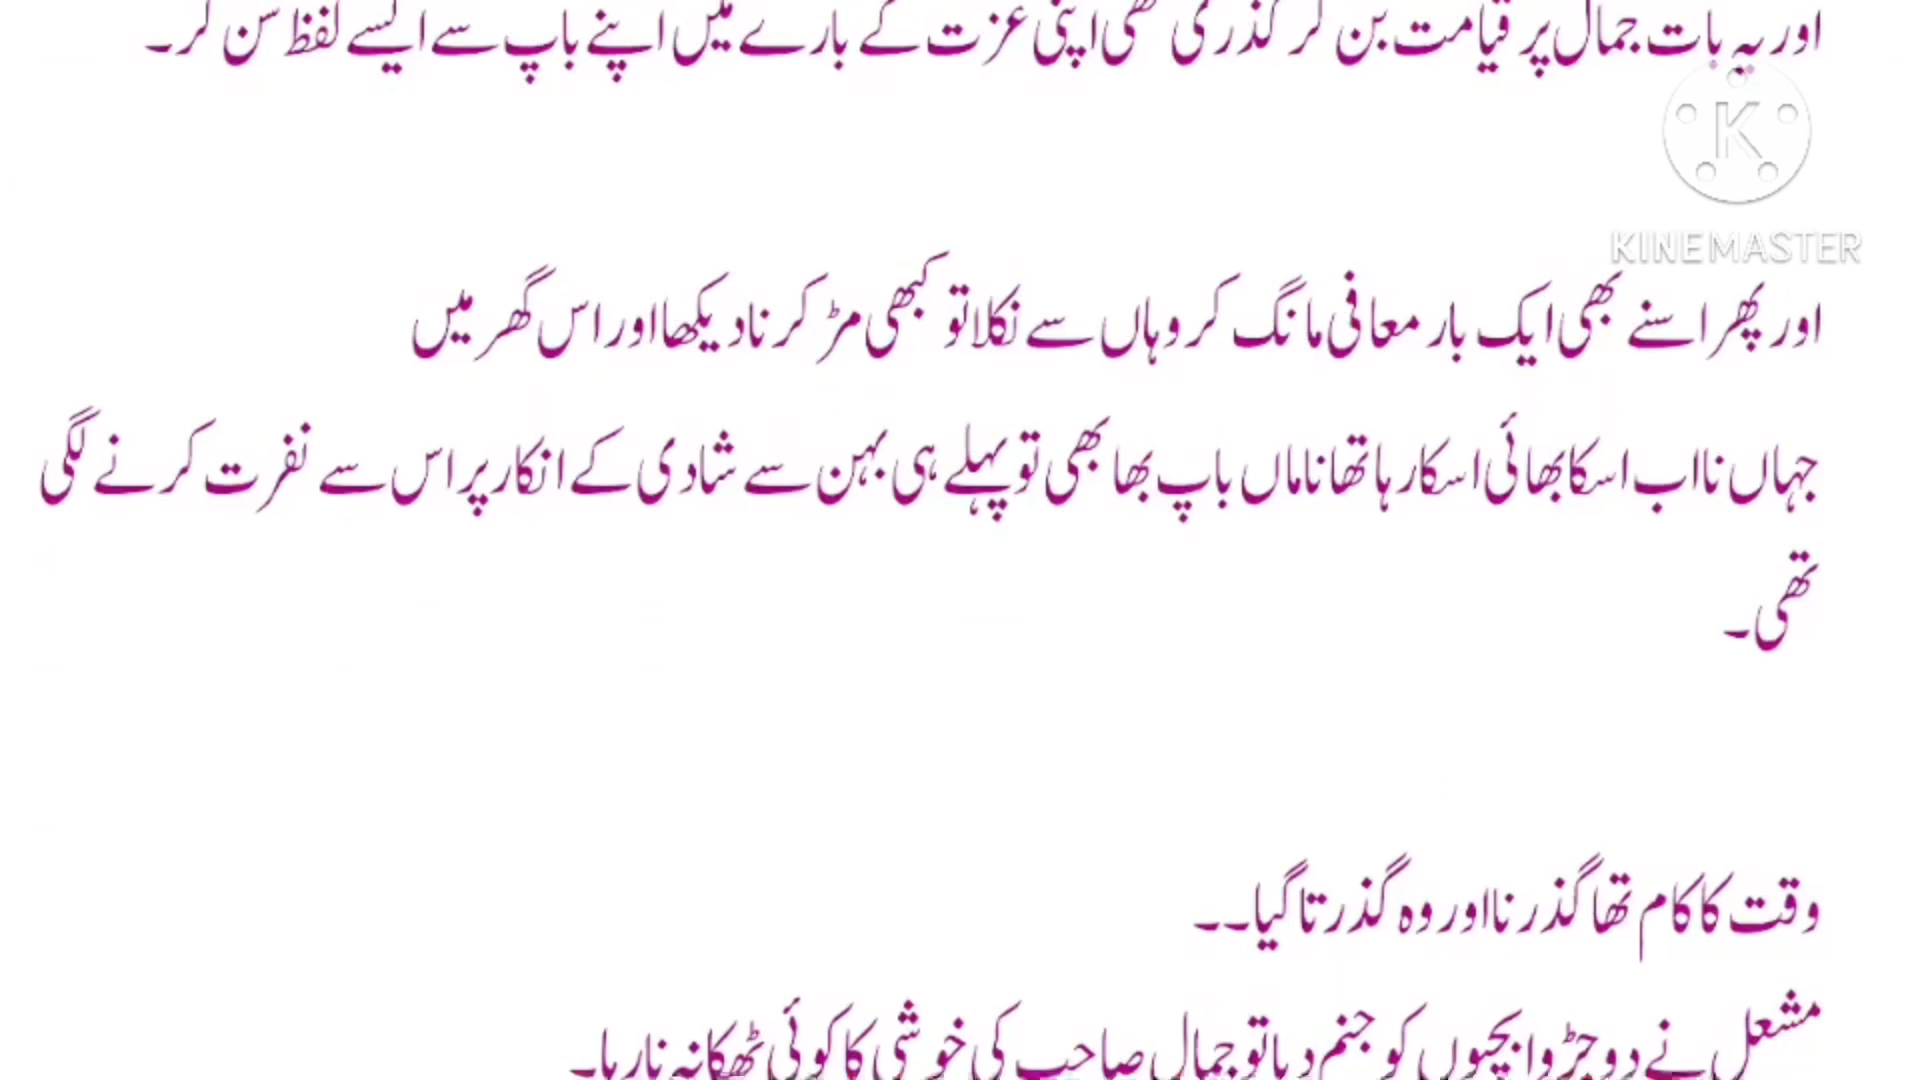 اور یہ بات جمال پر قیامت بن کر گذری تھی اپنی عزت کے بارے میں اپنے باپ سے ایسے لفظ سن کر۔
K
KINEMASTER
اور پھر اسنے بھی ایک بار معافی مانگ کر وہاں سے نکلا تو کبھی مڑ کر نا دیکھا اور اس گھر میں
جہاں نا اب اسکا بھائی اسکا رہا تھا نا ماں باپ بھابھی تو پہلے ہی بہن سے شادی کے انکار پر اس سے نفرت کرنے لگی
تھی۔
وقت کا کام تھا گذرنا اور وہ گذرتا گیا۔۔
مشعل نے دو جڑوا بچیوں کو جنم دیا تو جمال صاحب کی خوشی کا کوئی ٹھکانہ نا رہا۔